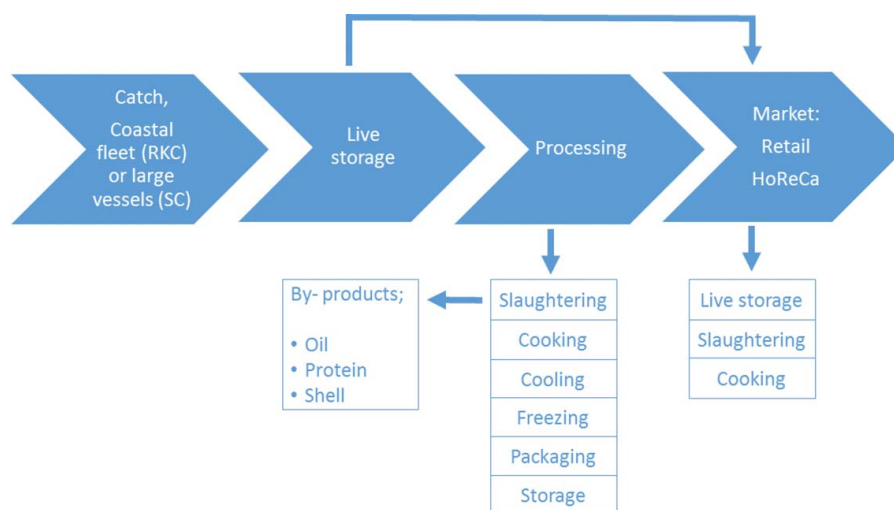 Catch,
Coastal
fleet (RKC)
or large
vessels (SC)
Live
storage
Processing
Market:
Retail
HoReCa
By- products;
• Oil
• Protein
• Shell
Slaughtering
Cooking
Cooling
Freezing
Packaging
Storage
Live storage
Slaughtering
Cooking